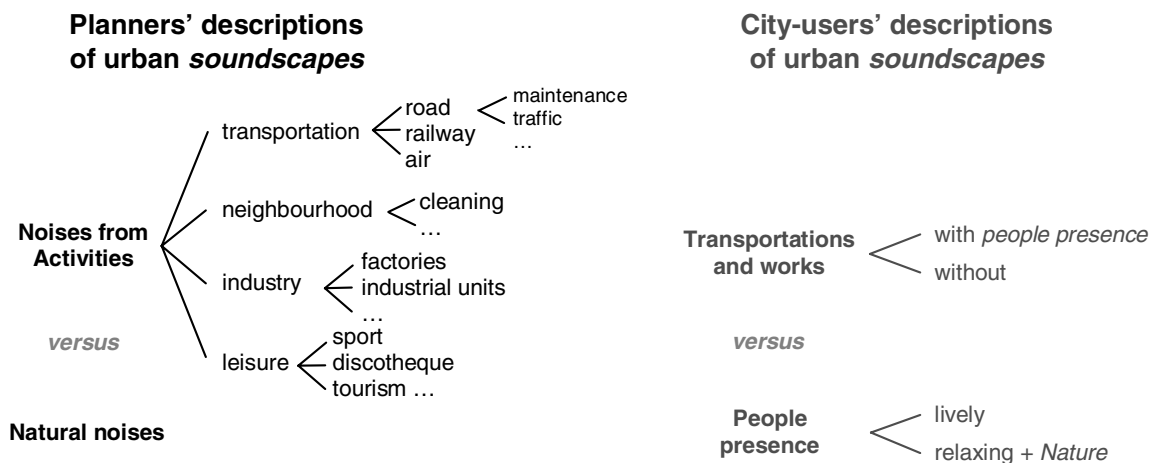 Planners’ descriptions
of urban soundscapes
transportation
road
maintenance
traffic
…
railway
air
Noises from
Activities
neighbourhood
cleaning
…
industry
factories
industrial units
…
leisure
sport
discotheque
tourism …
versus
Natural noises
City-users’ descriptions
of urban soundscapes
Transportations
and works
with people presence
without
versus
People
presence
lively
relaxing + Nature